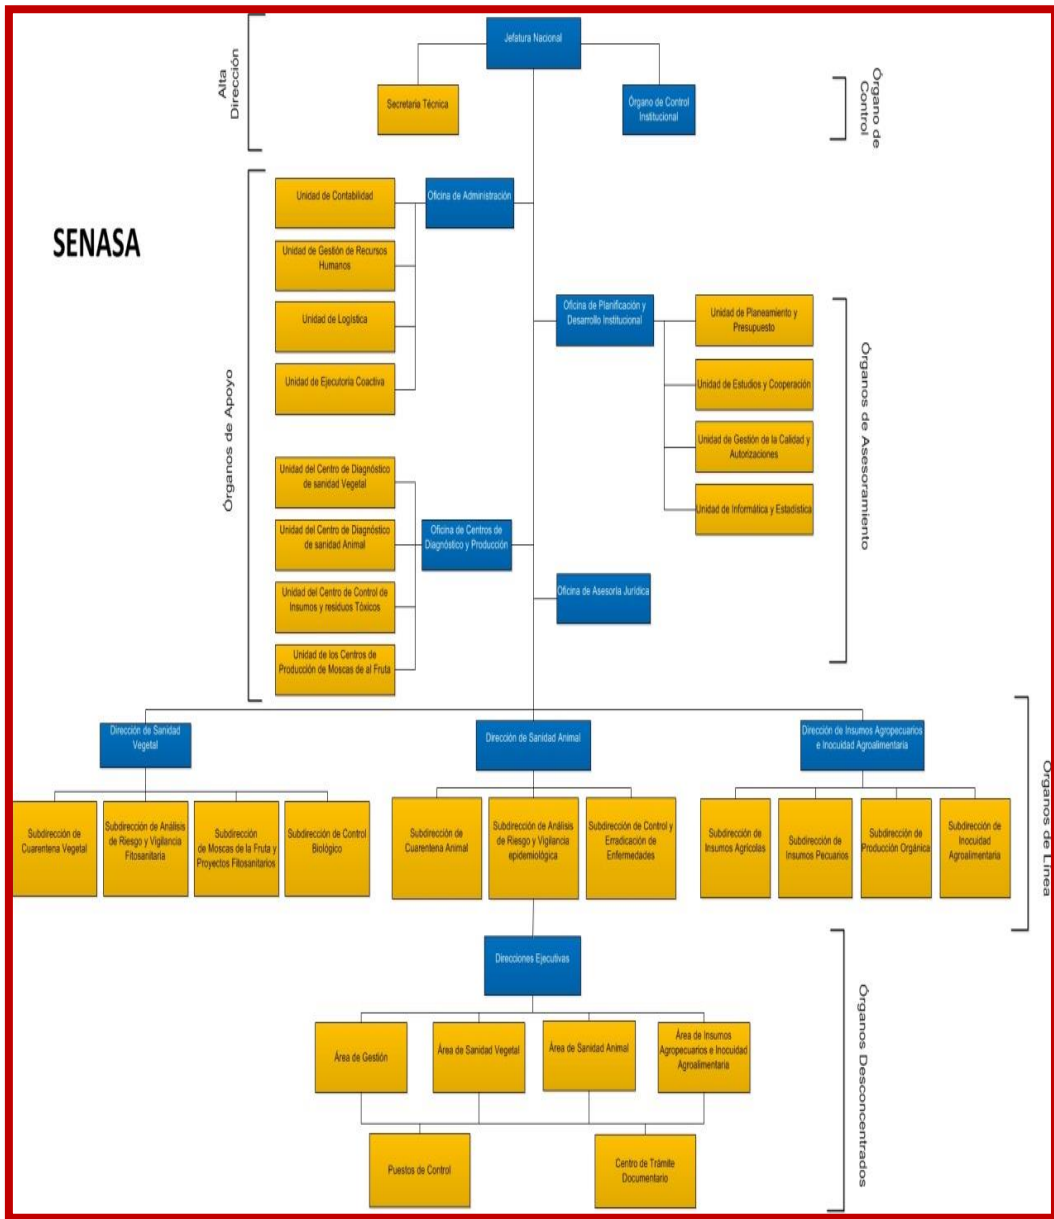 Jefatura Nacional
Alta
Dirección
Secretaria Técnica
Órgano de Control
Institucional
Órgano de
Control
SENASA
Órganos de Apoyo
Unidad de Contabilidad
Oficina de Administración
Unidad de Gestión de Recursos
Humanos
Unidad de Logística
Unidad de Ejecutoría Coactiva
Oficina de Planificación y
Desarrollo Institucional
Unidad de Planeamiento y
Presupuesto
Unidad de Estudios y Cooperación
Unidad de Gestión de la Calidad y
Autorizaciones
Unidad de Informática y Estadística
Órganos de Asesoramiento
Unidad del Centro de Diagnóstico
de sanidad Vegetal
Unidad del Centro de Diagnóstico
de sanidad Animal
Oficina de Centros de
Diagnóstico y Producción
Unidad del Centro de Control de
Insumos y residuos Tóxicos
Unidad de los Centros de
Producción de Moscas de al Fruta
Oficina de Asesoría Jurídica
Dirección de Sanidad
Vegetal
Dirección de Sanidad Animal
Dirección de Insumos Agropecuarios
e Inocuidad Agroalimentaria
Órganos de Línea
Subdirección de
Cuarentena Vegetal
Subdirección de Análisis
de Riesgo y Vigilancia
Fitosanitaria
Subdirección
de Moscas de la Fruta y
Proyectos Fitosanitarios
Subdirección de Control
Biológico
Subdirección de
Cuarentena Animal
Subdirección de Análisis
de Riesgo y Vigilancia
epidemiológica
Subdirección de Control y
Erradicación de
Enfermedades
Subdirección de
Insumos Agrícolas
Subdirección de
Insumos Pecuarios
Subdirección de
Producción Orgánica
Subdirección de
Inocuidad
Agroalimentaria
Direcciones Ejecutivas
Órganos Desconcentrados
Área de Gestión
Área de Sanidad Vegetal
Área de Sanidad Animal
Área de Insumos
Agropecuarios e Inocuidad
Agroalimentaria
Puestos de Control
Centro de Trámite
Documentario